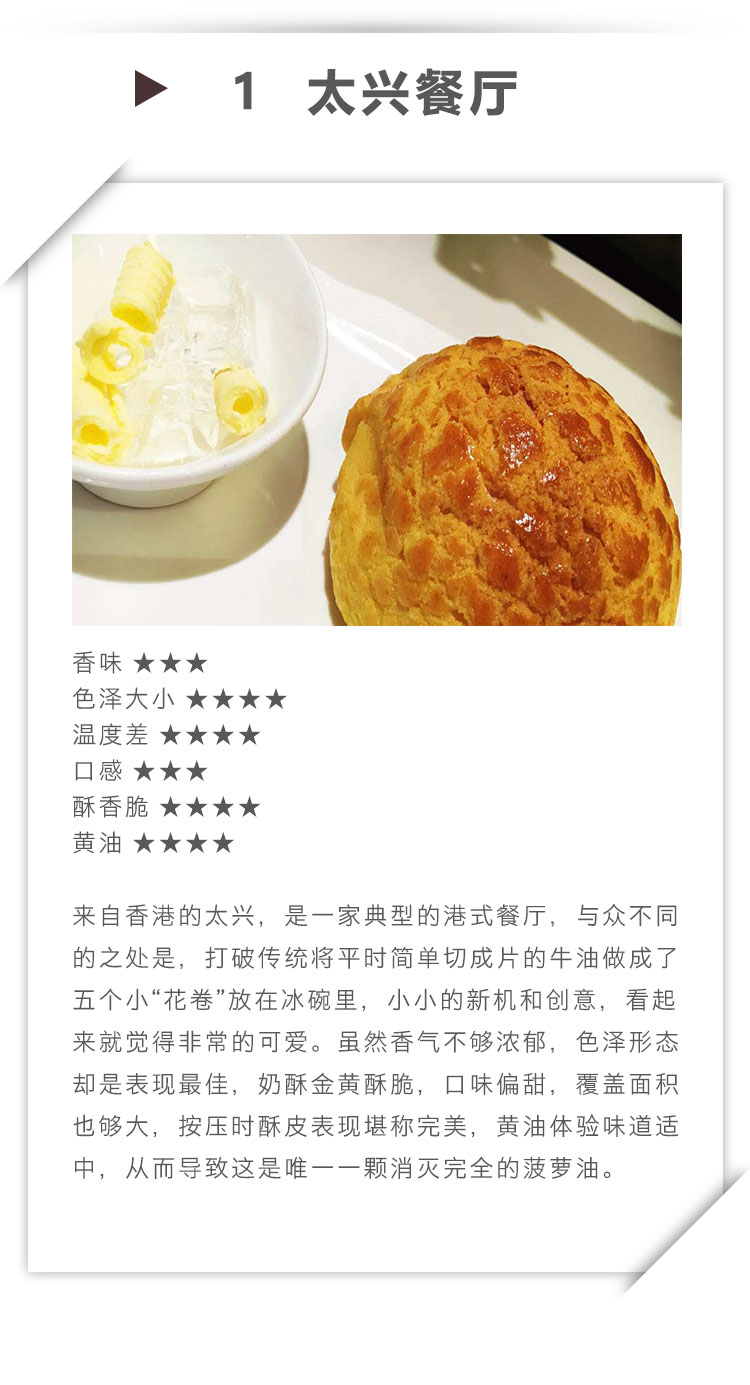 1 太兴餐厅
香味 ★★★
色泽大小 ★★★★
温度差 ★★★★
口感 ★★★
酥香脆 ★★★★
黄油 ★★★★
来自香港的太兴，是一家典型的港式餐厅，与众不同
的之处是，打破传统将平时简单切成片的牛油做成了
五个小“花卷”放在冰碗里，小小的新机和创意，看起
来就觉得非常的可爱。虽然香气不够浓郁，色泽形态
却是表现最佳，奶酥金黄酥脆，口味偏甜，覆盖面积
也够大，按压时酥皮表现堪称完美，黄油体验味道适
中，从而导致这是唯一一颗消灭完全的菠萝油。